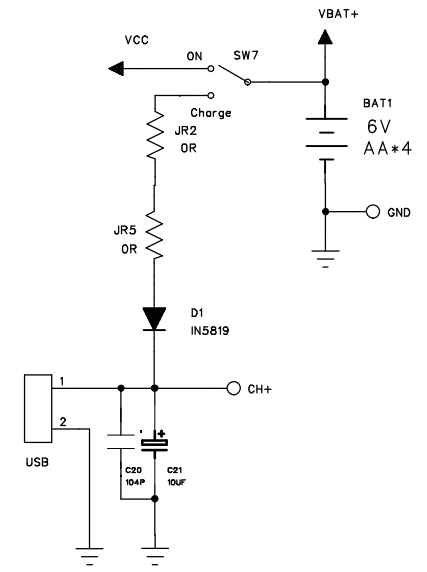 VBAT+
VCC
ON
SW7
Charge
BAT1
6V
AA*4
JR2
0R
GND
JR5
0R
D1
IN5819
1
CH+
2
+
USB
C20
104P
C21
10UF